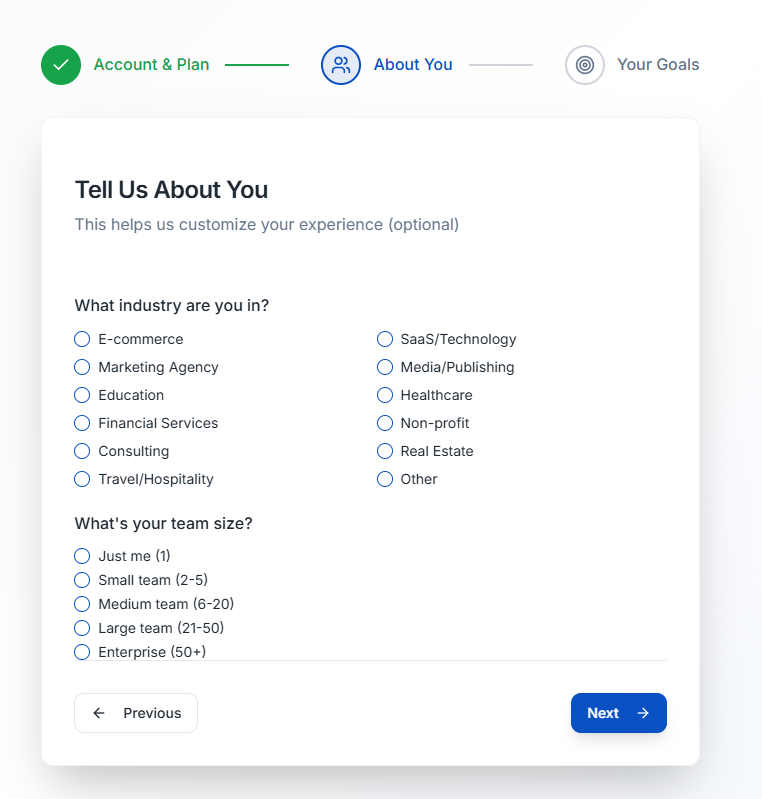 Account & Plan
About You
Your Goals
Tell Us About You
This helps us customize your experience (optional)
What industry are you in?
E-commerce
SaaS/Technology
Marketing Agency
Media/Publishing
Education
Healthcare
Financial Services
Non-profit
Consulting
Real Estate
Travel/Hospitality
Other
What's your team size?
Just me (1)
Small team (2-5)
Medium team (6-20)
Large team (21-50)
Enterprise (50+)
Previous
Next